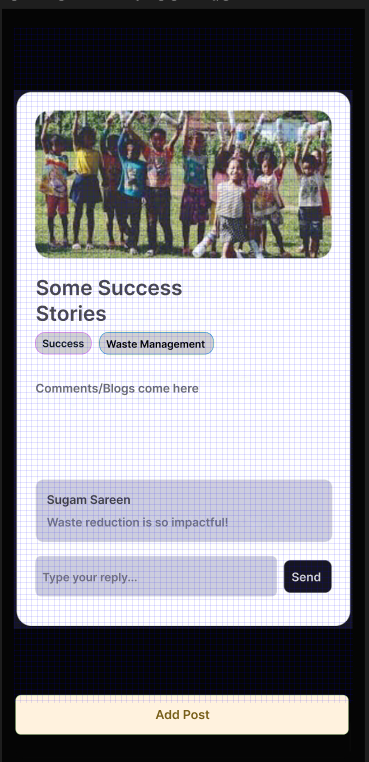 Some Success
Stories
Success
Waste Management
Comments/Blogs come here
Sugam Sareen
Waste reduction is so impactful!
Type your reply...
Send
Add Post